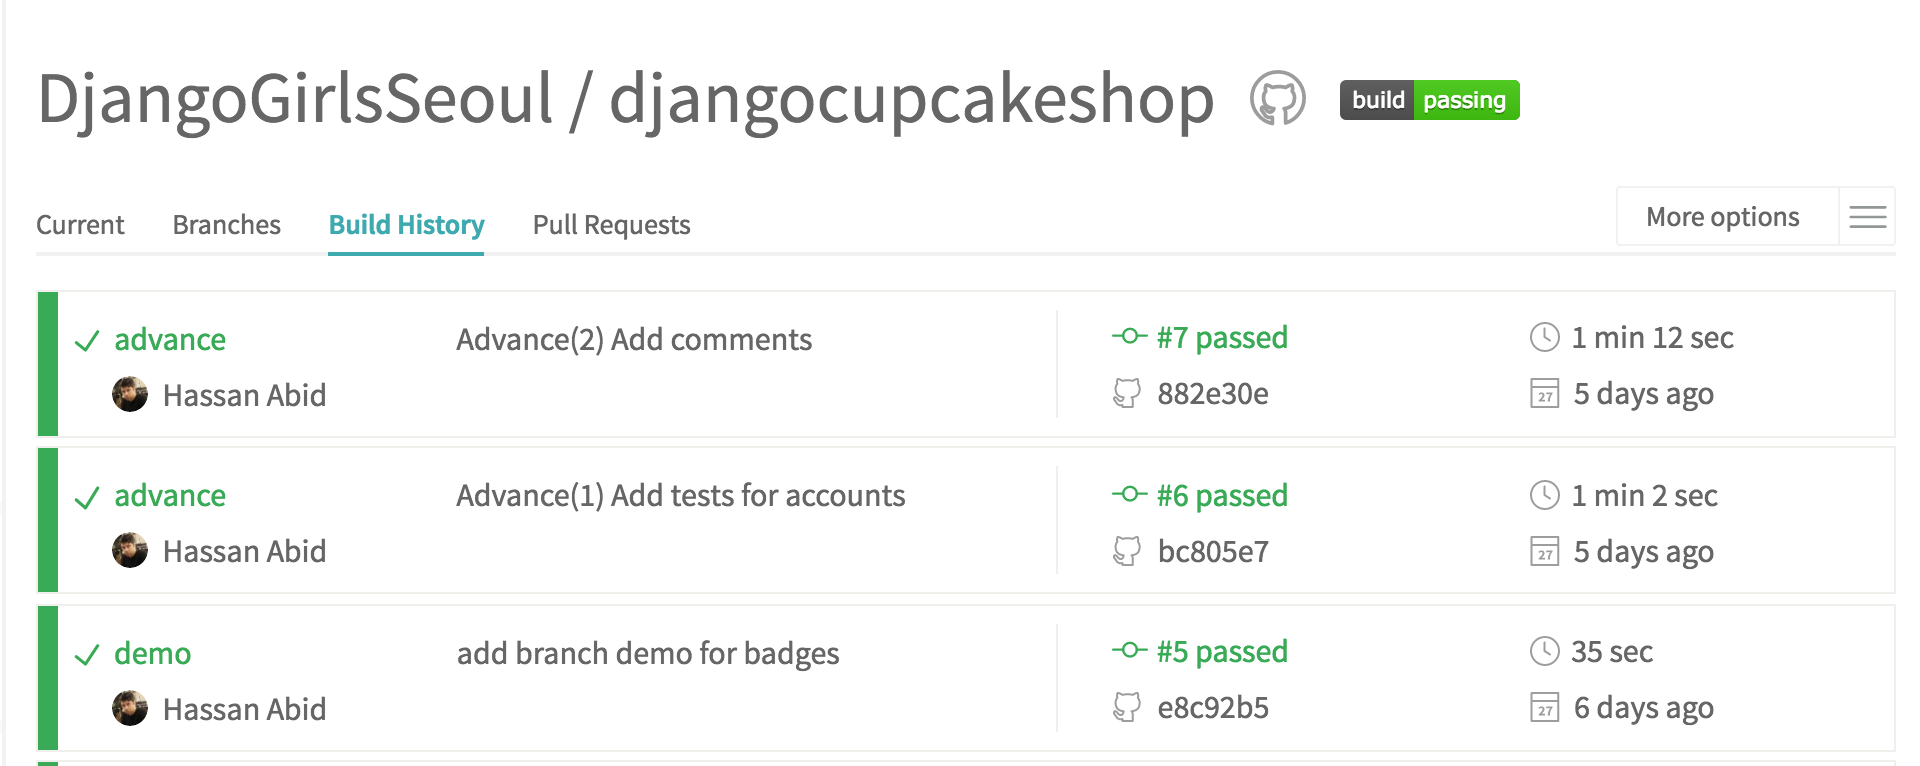 DjangoGirlsSeoul / djangocupcakeshop build passing
Current Branches Build History Pull Requests More options
advance Advance(2) Add comments #7 passed 1 min 12 sec
Hassan Abid 882e30e 27 5 days ago
advance Advance(1) Add tests for accounts #6 passed 1 min 2 sec
Hassan Abid bc805e7 27 5 days ago
demo add branch demo for badges #5 passed 35 sec
Hassan Abid e8c92b5 27 6 days ago